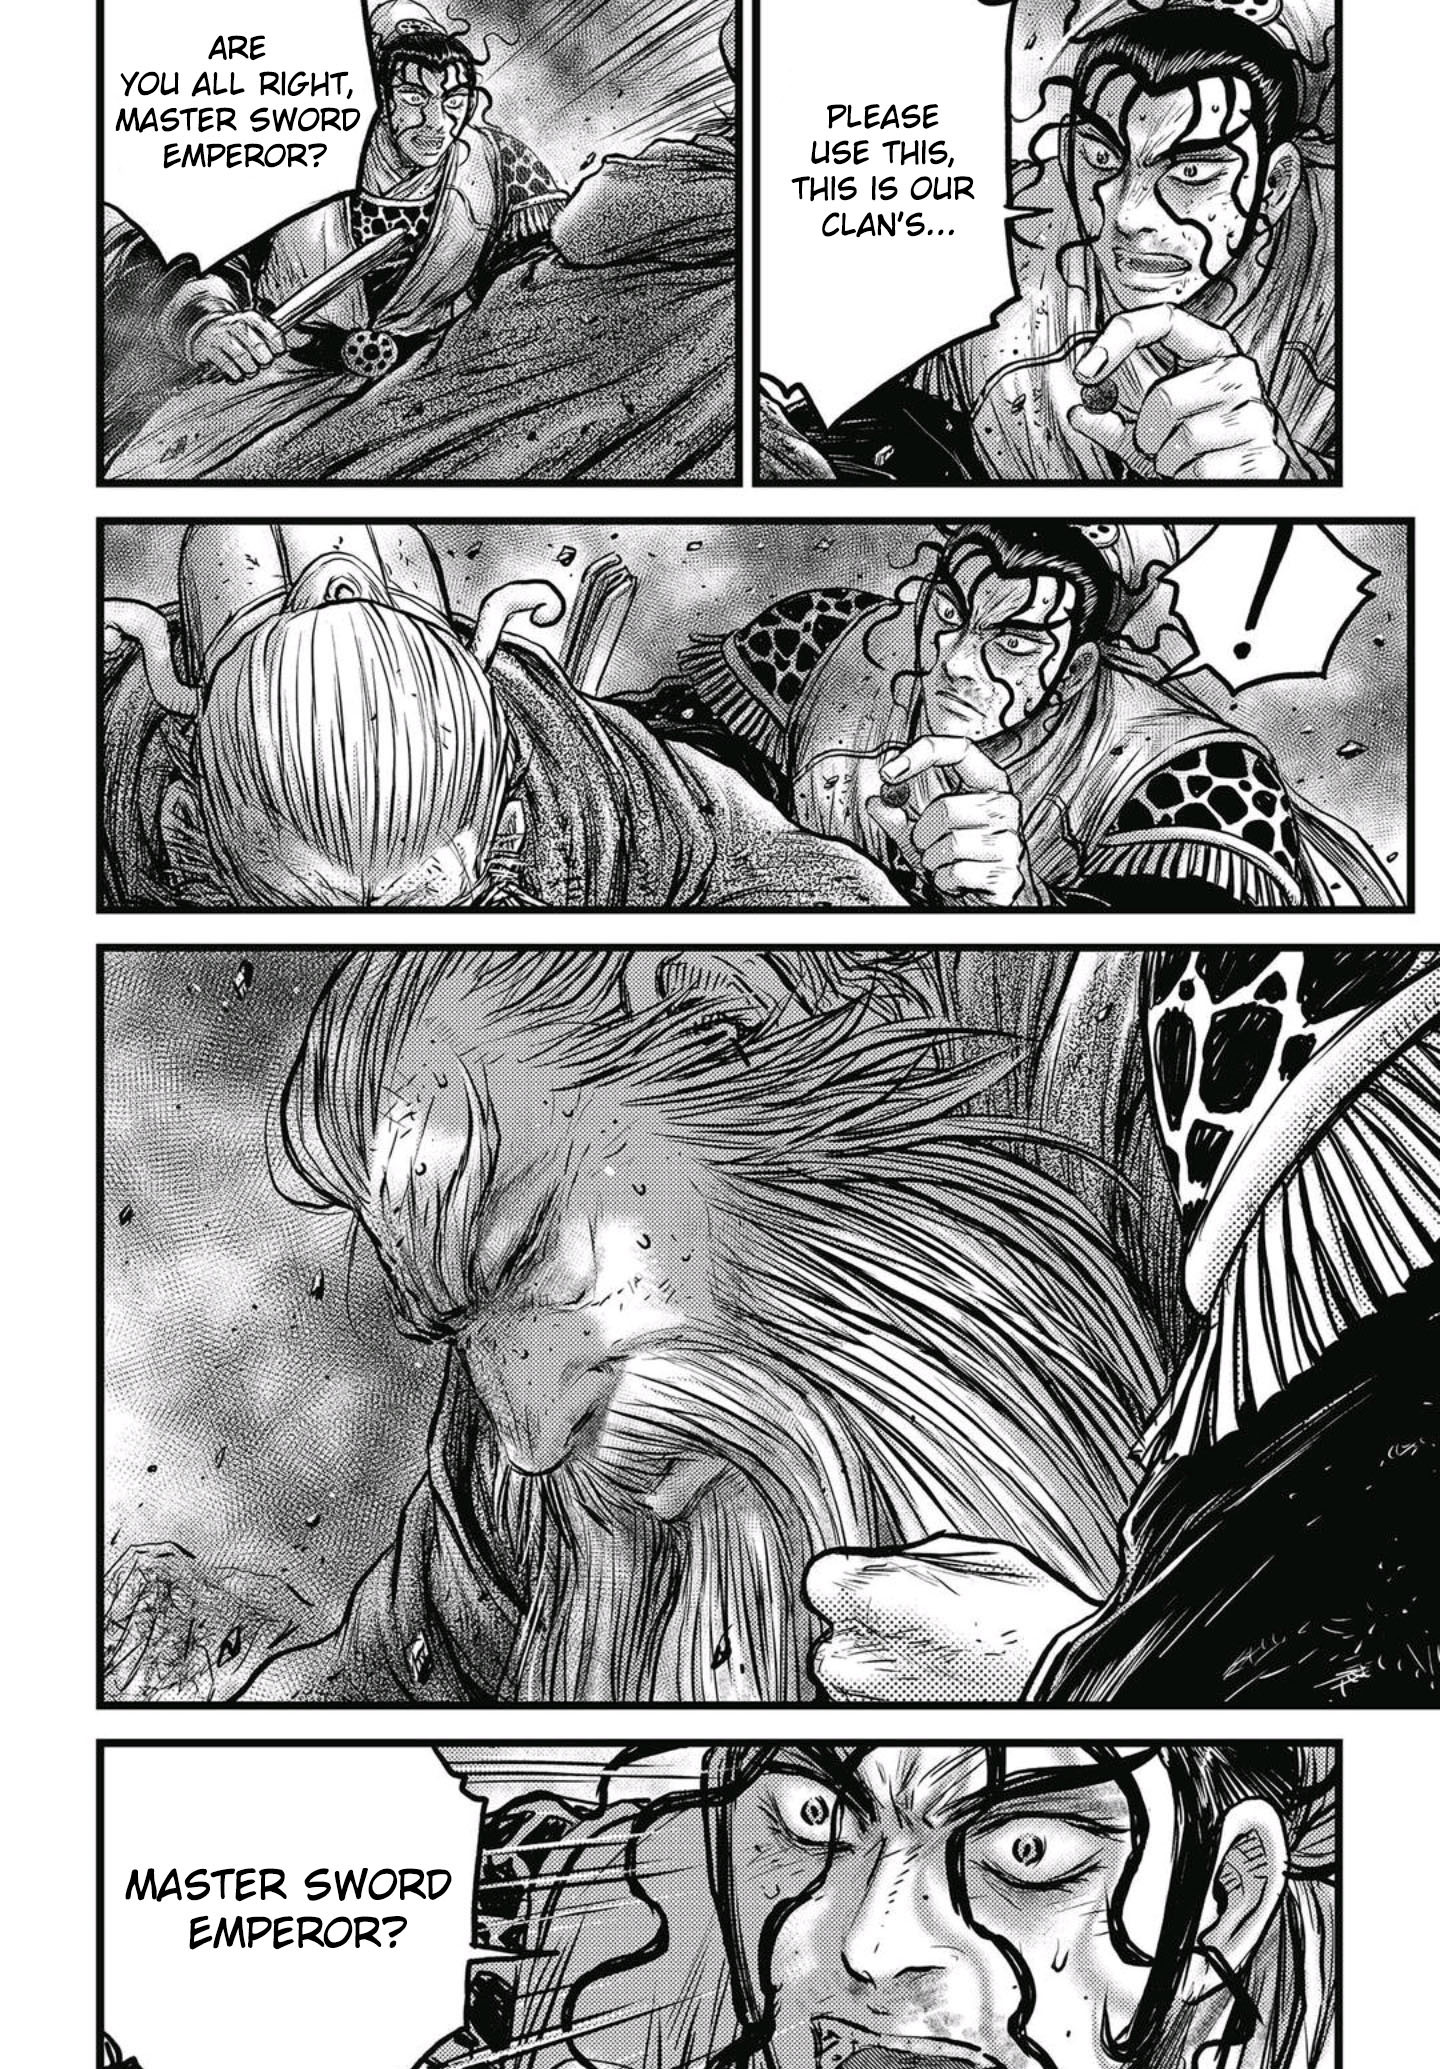 ARE
YOU ALL RIGHT,
MASTER SWORD
EMPEROR?
PLEASE
USE THIS,
THIS IS OUR
CLAN'S...
!
MASTER SWORD
EMPEROR?